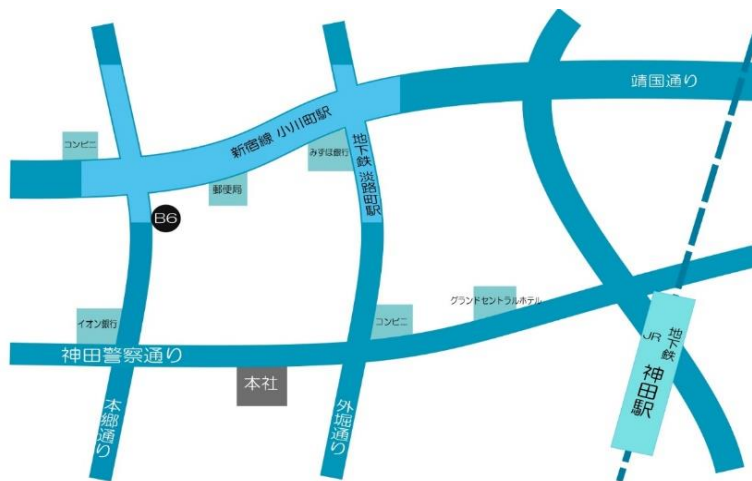 靖国通り
コンビニ
新宿線 小川町駅
みずほ銀行
地下鉄 淡路町駅
郵便局
B6
グランドセントラルホテル
イオン銀行
コンビニ
地下鉄
JR
神田駅
神田警察通り
本社
本郷通り
外堀通り